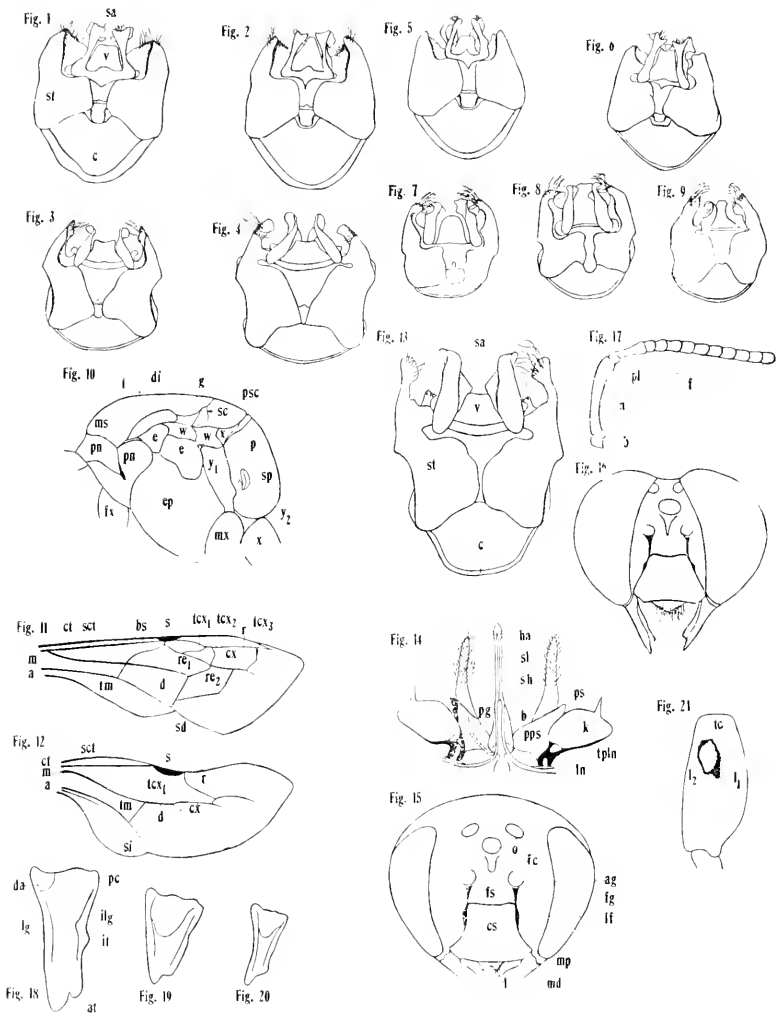 Fig. 1
sa
v
st
c
Fig. 2
Fig. 5
Fig. 6
Fig. 3
Fig. 4
Fig. 7
Fig. 8
Fig. 9
Fig. 10
di
g
psc
ms
sc
pn
pn
e
w
w
x
e
p
sp
y1
ep
fx
mx
x
y2
Fig. 13
sa
v
st
c
Fig. 17
pl
f
Fig. 16
Fig. 11
ct
sct
bs
s
tcx1
tcx2
r
tcx3
m
a
re1
cx
tm
d
re2
sd
Fig. 12
ct
sct
s
m
a
tcx1
r
tm
d
cx
si
Fig. 14
ha
sl
sh
ps
pg
b
k
pps
tpln
ln
Fig. 21
tc
l2
l1
Fig. 15
o
fc
fs
cs
ag
fg
lf
mp
l
md
da
pc
lg
ilg
it
Fig. 18
at
Fig. 19
Fig. 20